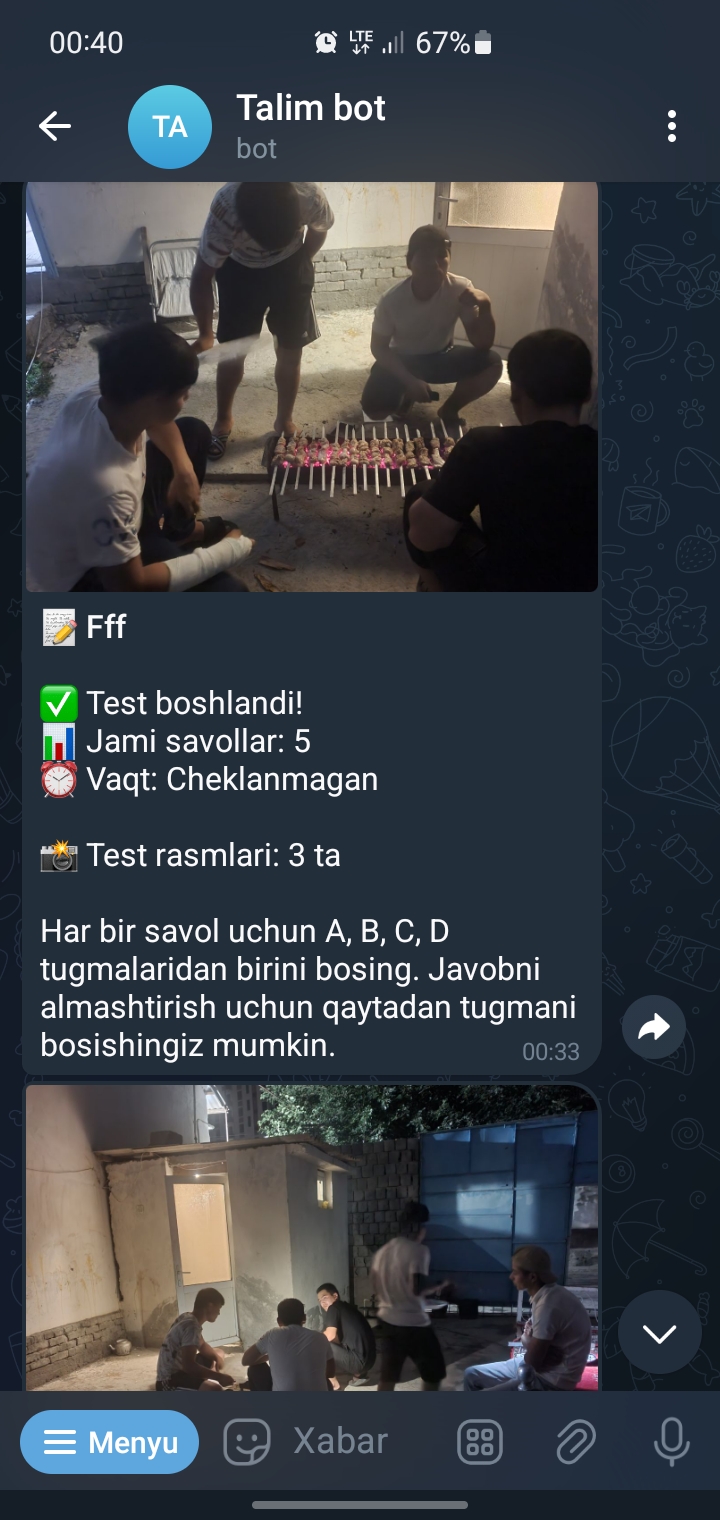 00:40
LTE
67%
TA
Talim bot
bot
Fff
Test boshlandi!
Jami savollar: 5
Vaqt: Cheklanmagan
Test rasmlari: 3 ta
Har bir savol uchun A, B, C, D
tugmalaridan birini bosing. Javobni
almashtirish uchun qaytadan tugmani
bosishingiz mumkin.
00:33
Menyu
Xabar